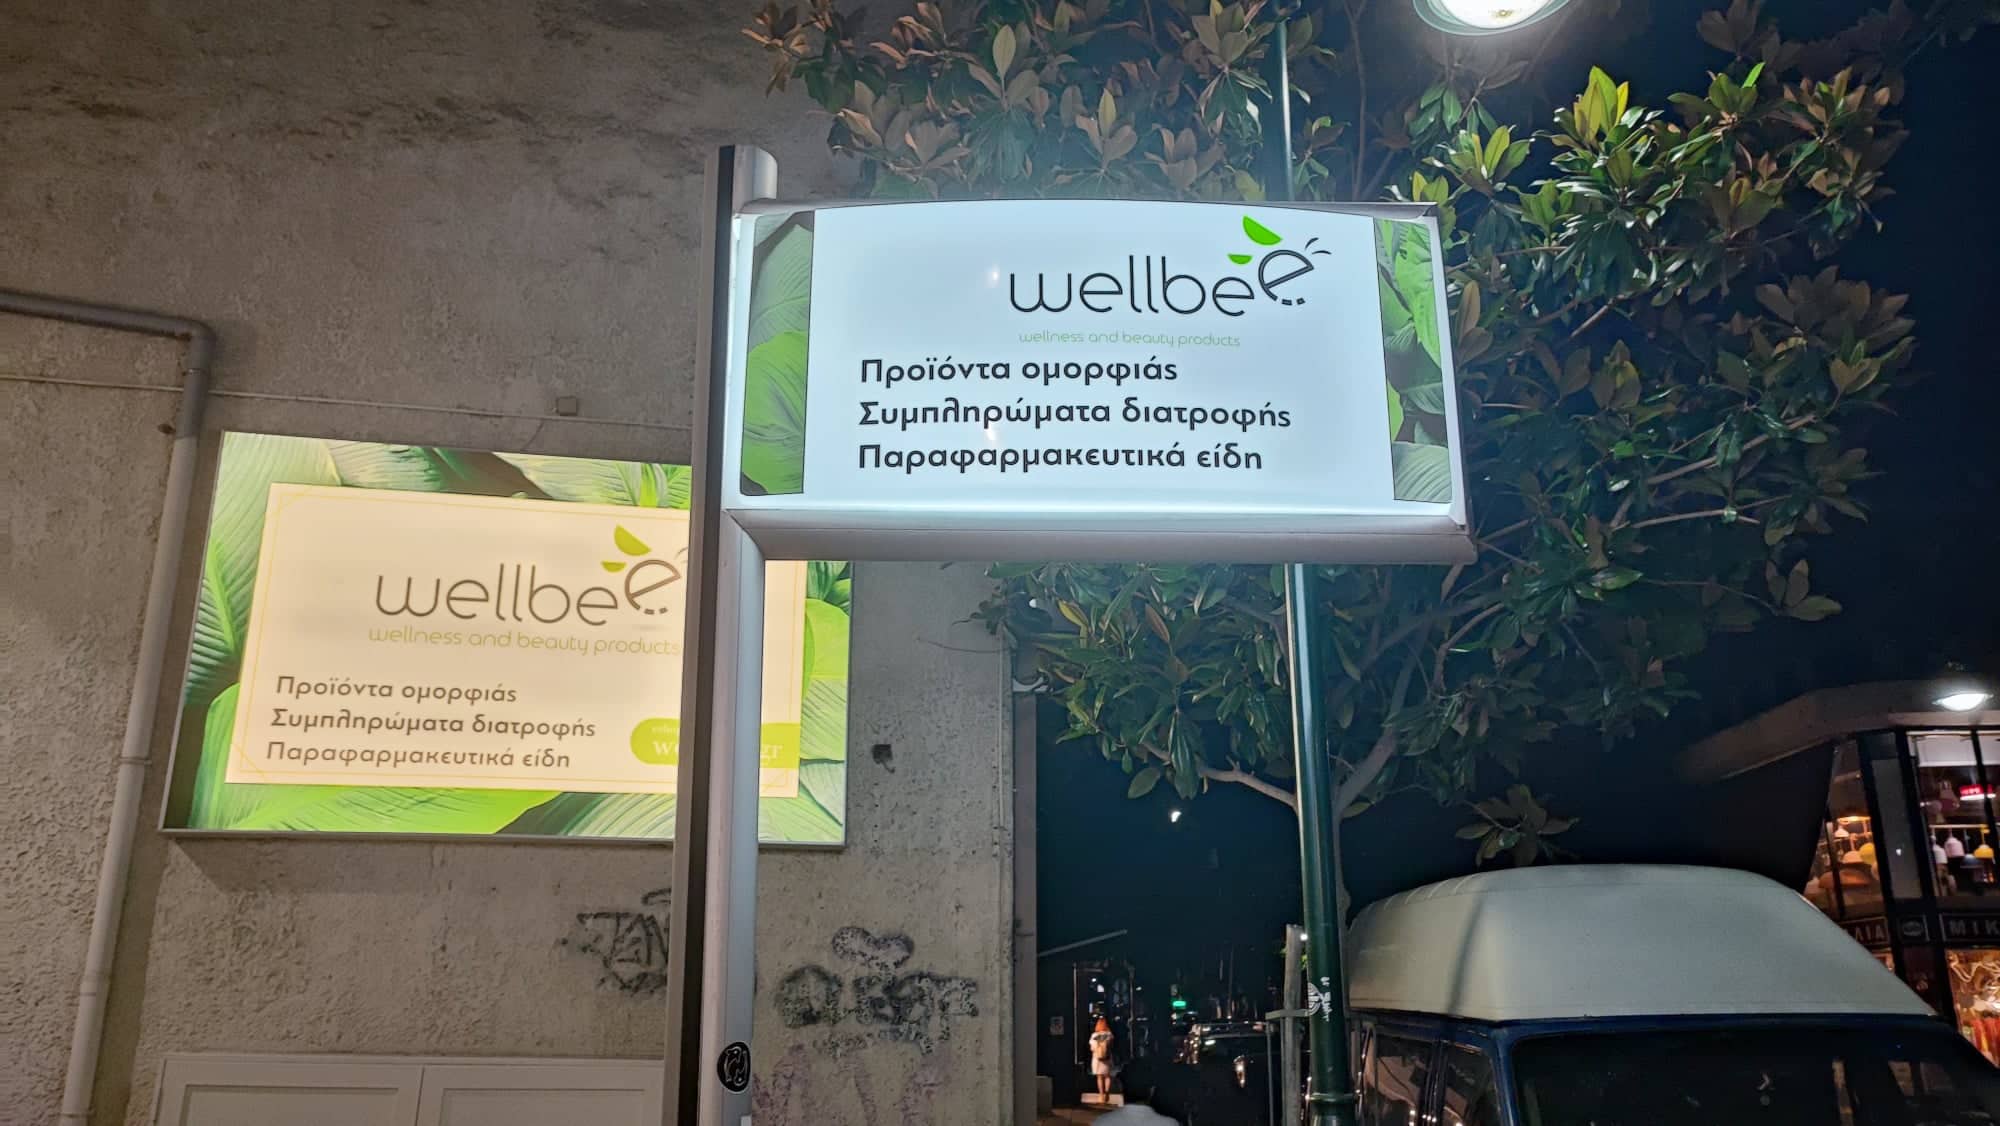 wellbee
wellness and beauty products
Προϊόντα ομορφιάς
Συμπληρώματα διατροφής
Παραφαρμακευτικά είδη
wellbee
wellness and beauty products
Προϊόντα ομορφιάς
Συμπληρώματα διατροφής
Παραφαρμακευτικά είδη